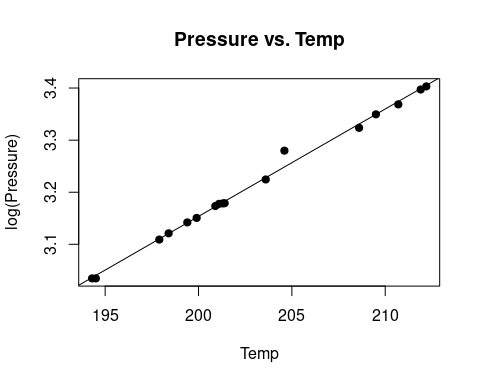 Pressure vs. Temp
log(Pressure)
3.4
3.3
3.2
3.1
195 200 205 210
Temp